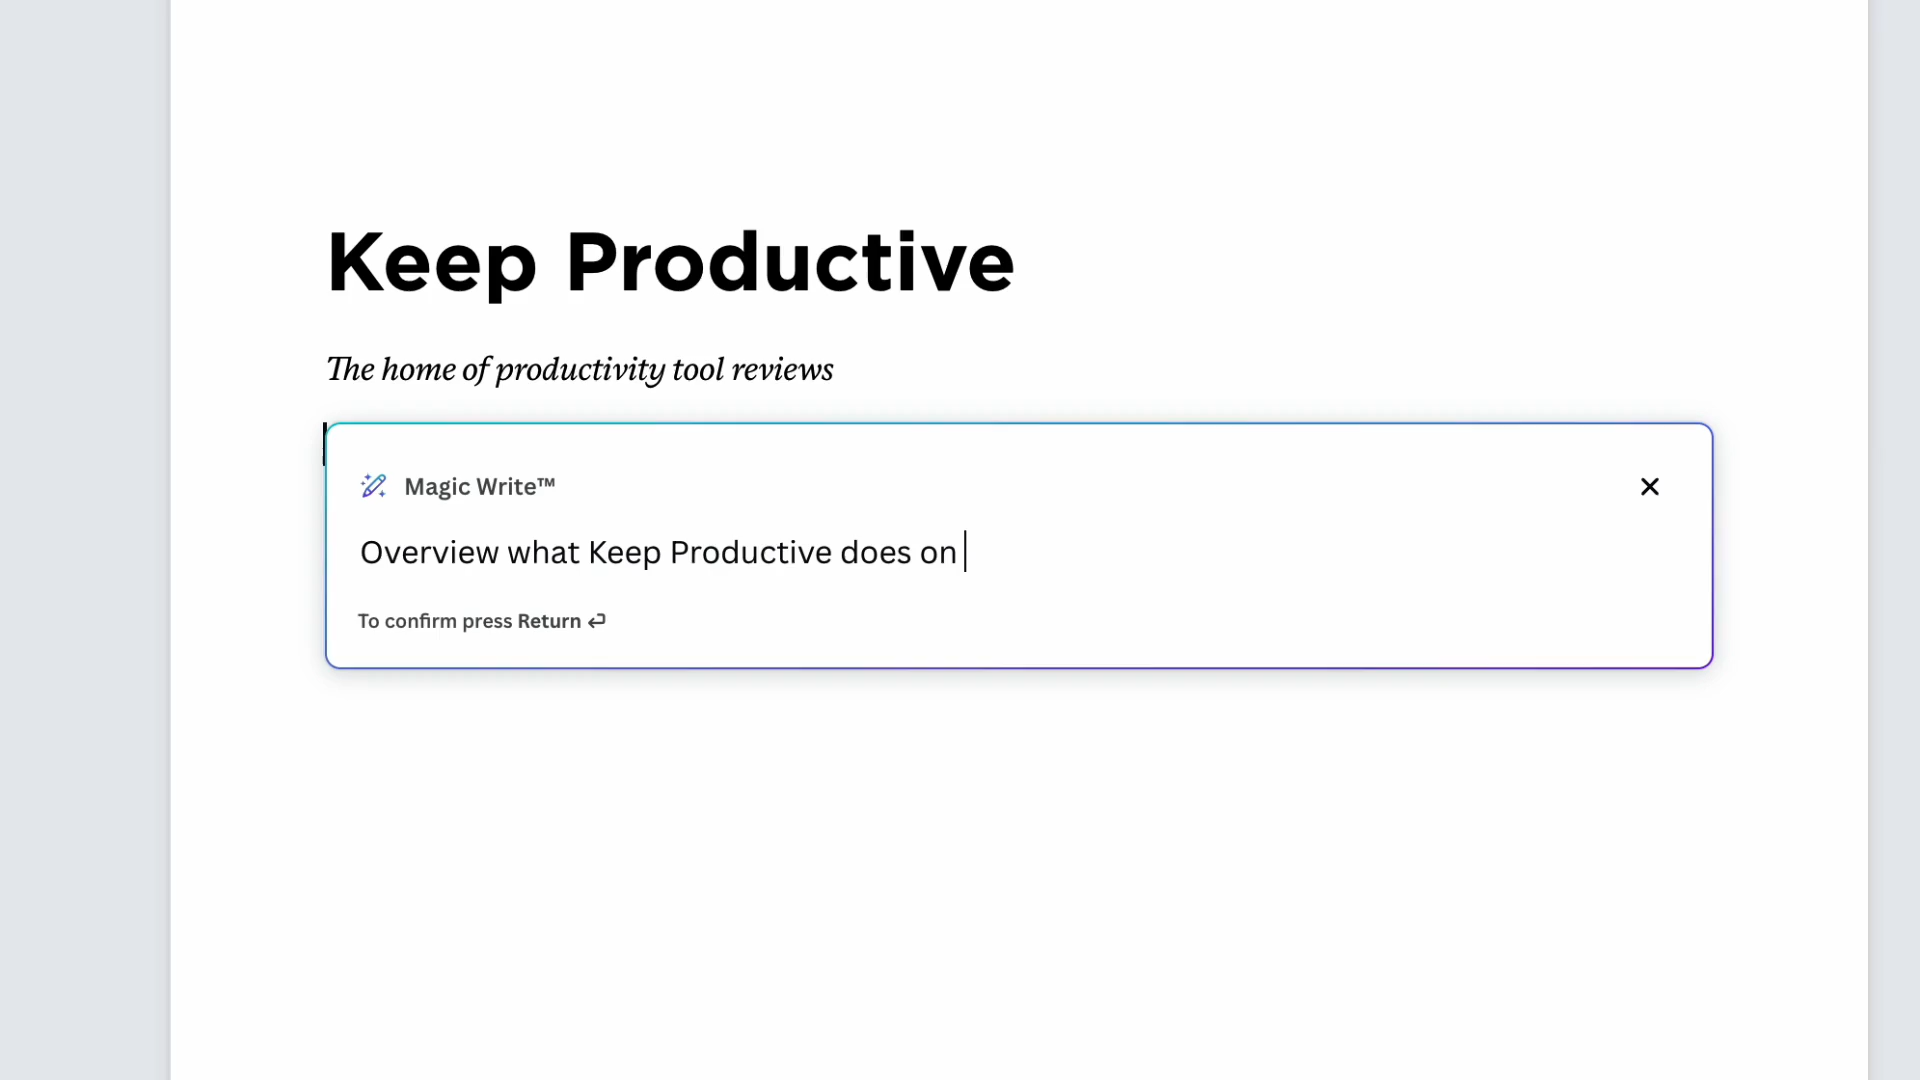 Keep Productive
The home of productivity tool reviews
Magic Write™
Overview what Keep Productive does on
To confirm press Return ↵